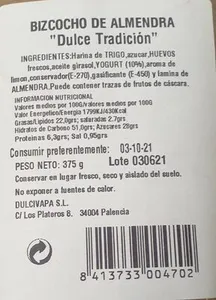 BIZCOCHO DE ALMENDRA
"Dulce Tradición"
INGREDIENTES:Harina de TRIGO,azucar,HUEVOS
frescos,aceite girasol,YOGURT (10%),aroma de
limon,conservador(E-270),gasificante (E-450) y lamina de
ALMENDRA.Puede contener trazas de frutos de cáscara.
INFORMACION NUTRICIONAL
Valores medios por 100G/Valores medios por 100G
Valor Energetico/Energia 1799KJ/430Kcal
Grasas/Lipidos 22,0grs; saturadas 2.7grs
Hidratos de Carbono 51,0grs; Azucares 28grs
Proteinas 6,3grs; Sal 0,95grs
Consumir preferentemente: 03-10-21
PESO NETO: 375 g Lote 030621
Conservar en lugar fresco, seco y aislado del suelo.
No exponer a fuentes de calor.
DULCIVAPA S.L.
C/ Los Plateros 8. 34004 Palencia
8 413733 004702